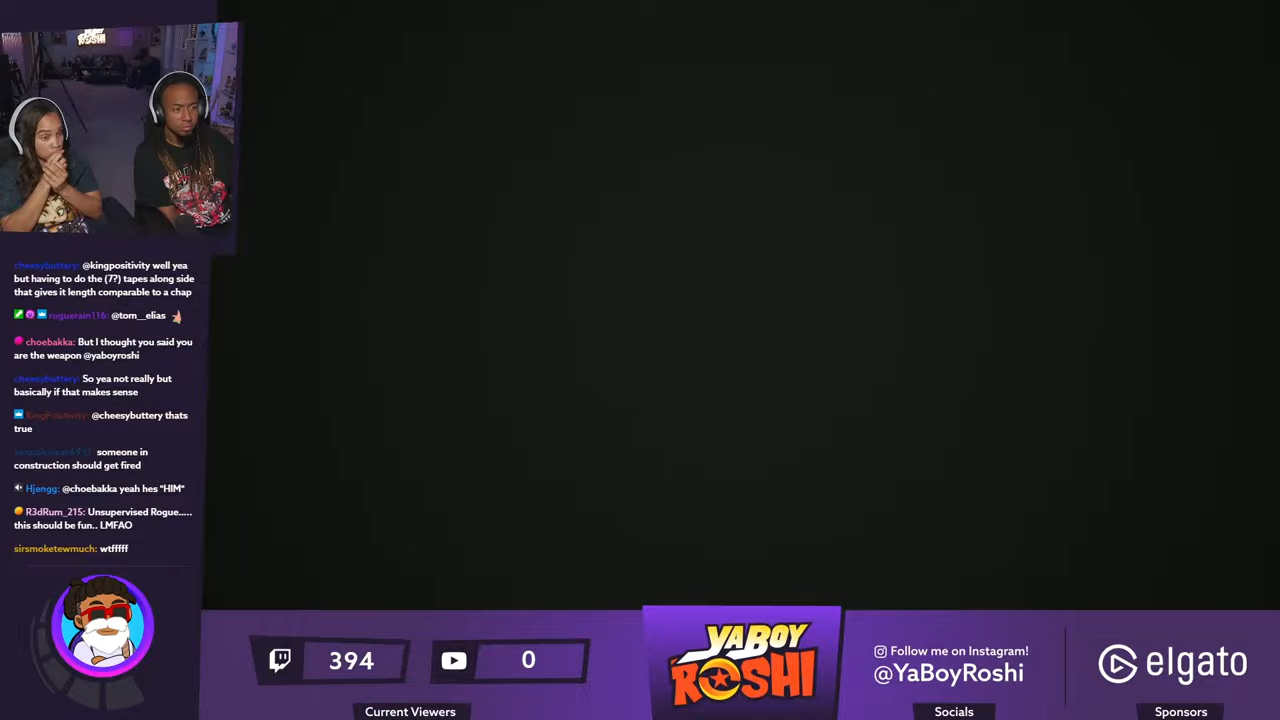 YABOY
ROSHI
cheesybuttery: @kingpositivity well yea
but having to do the (7?) tapes along side
that gives it length comparable to a chap
roguerain116: @tom__elias
choebakka: But I thought you said you
are the weapon @yaboyroshi
cheesybuttery: So yea not really but
basically if that makes sense
KingPositivity: @cheesybuttery thats
true
someone in
construction should get fired
Hjengg: @choebakka yeah hes "HIM"
R3dRum_215: Unsupervised Rogue.....
this should be fun.. LMFAO
sirsmoketewmuch: wtfffff
394
0
Current Viewers
YABOY
ROSHI
Follow me on Instagram!
@YaBoyRoshi
Socials
elgato
Sponsors